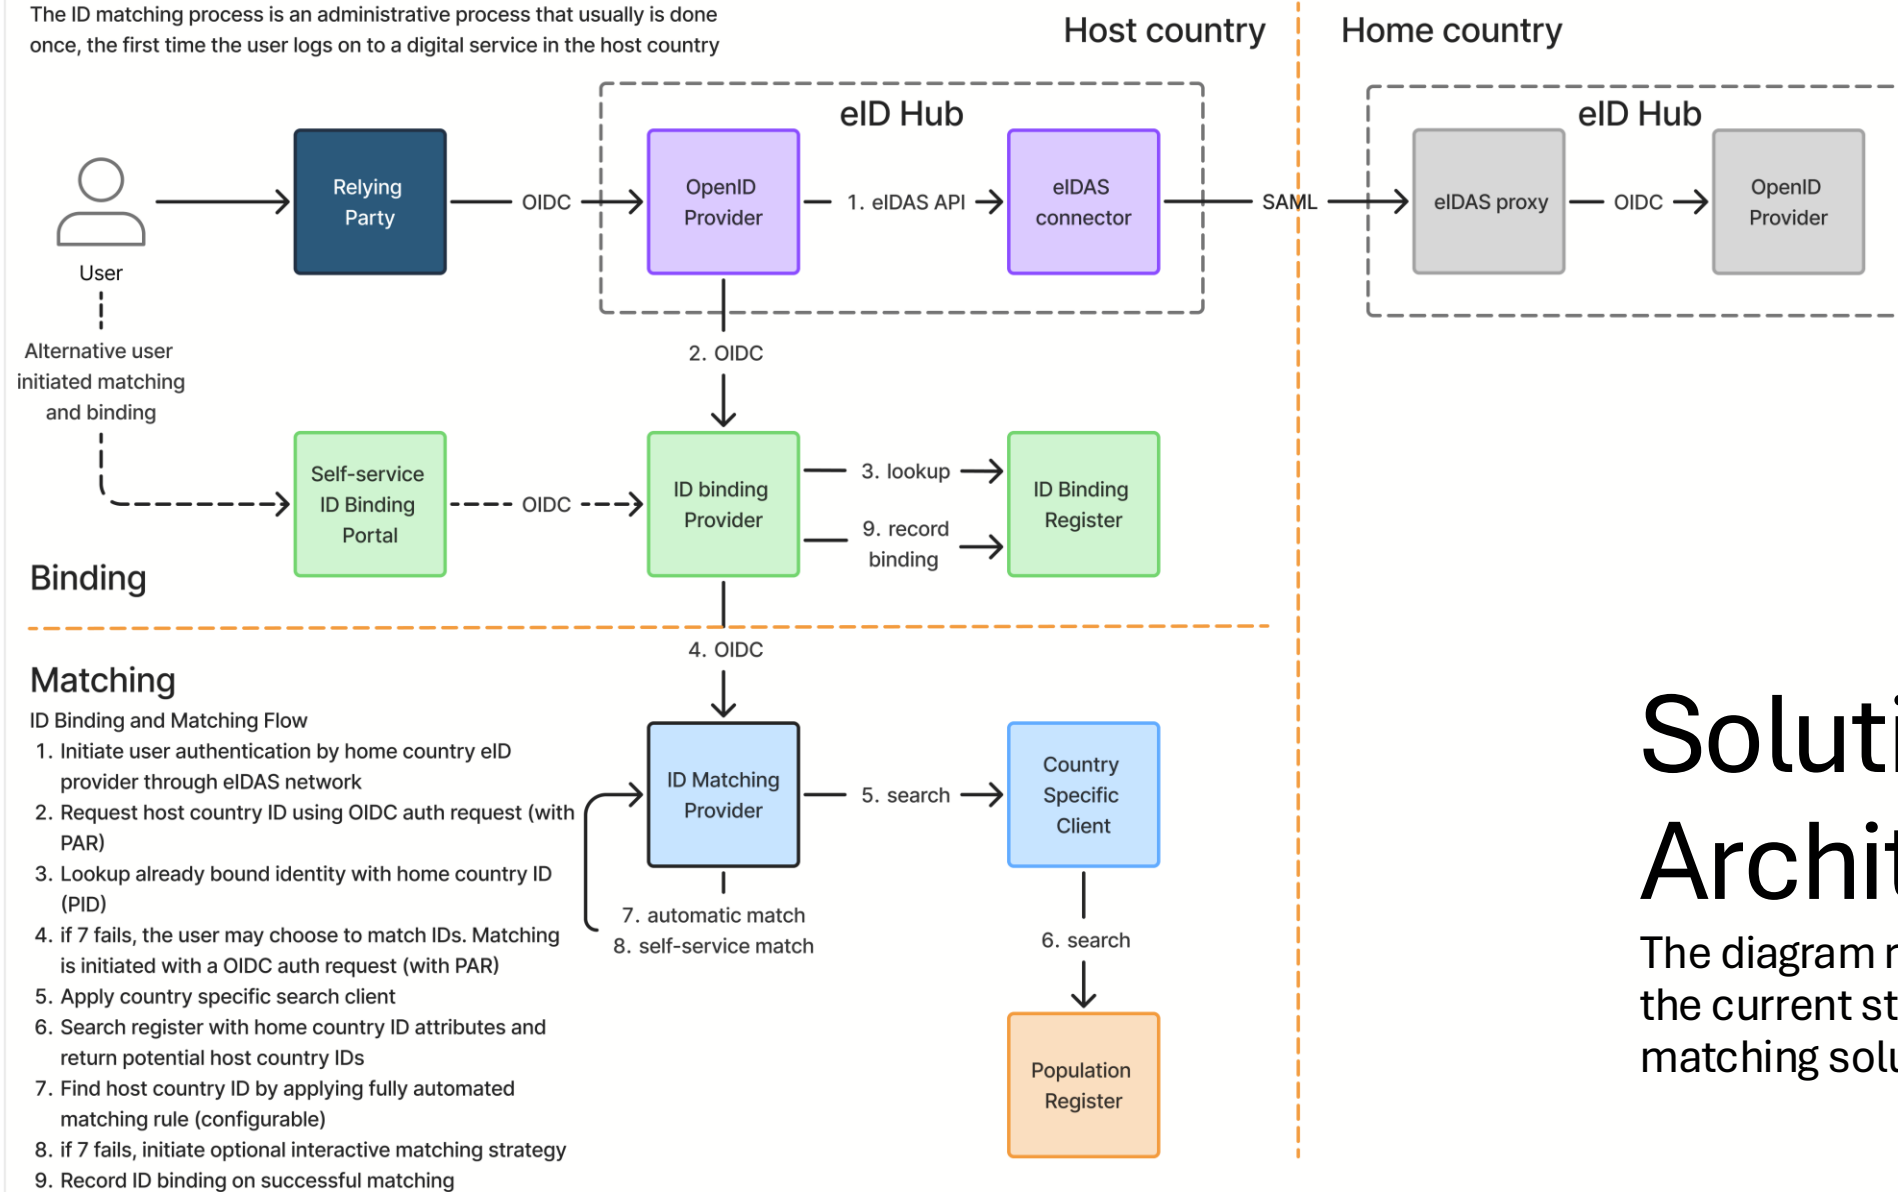 The ID matching process is an administrative process that usually is done
once, the first time the user logs on to a digital service in the host country
Host country
Home country
eID Hub
eID Hub
Relying
Party
OIDC
OpenID
Provider
1. eIDAS API
eIDAS
connector
SAML
eIDAS proxy
OIDC
OpenID
Provider
User
Alternative user
initiated matching
and binding
2. OIDC
Self-service
ID Binding
Portal
OIDC
ID binding
Provider
3. lookup
9. record
binding
ID Binding
Register
Binding
4. OIDC
Matching
ID Binding and Matching Flow
1. Initiate user authentication by home country eID
provider through eIDAS network
2. Request host country ID using OIDC auth request (with
PAR)
3. Lookup already bound identity with home country ID
(PID)
4. if 7 fails, the user may choose to match IDs. Matching
is initiated with a OIDC auth request (with PAR)
5. Apply country specific search client
6. Search register with home country ID attributes and
return potential host country IDs
7. Find host country ID by applying fully automated
matching rule (configurable)
8. if 7 fails, initiate optional interactive matching strategy
9. Record ID binding on successful matching
ID Matching
Provider
5. search
Country
Specific
Client
7. automatic match
8. self-service match
6. search
Population
Register
Soluti
Archit
The diagram
the current st
matching solu